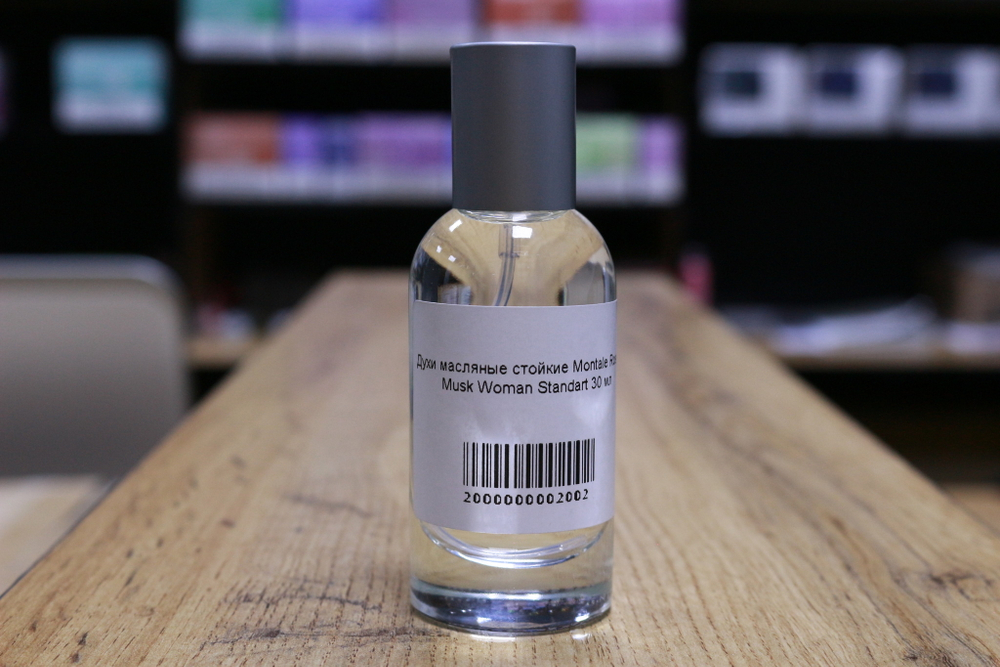 Духи масляные стойкие Montale
Musk Woman Standart 30 мл
2000000002002